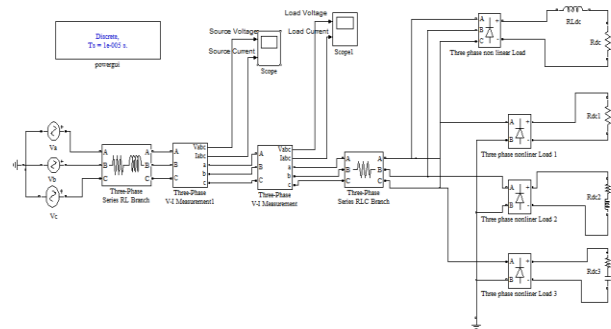 Discrete,
Ts = 1e-005 s.
powergui
Source Voltage
Source Current
Scope
Load Voltage
Load Current
Scope1
A
B
C
+
-
Three phase non linear Load
RLdc
Rdc
Va
Vb
Vc
+
+
+
A
B
C
A
B
C
Three-Phase
Series RL Branch
A
B
C
Vabc
Iabc
a
b
c
Three-Phase
V-I Measurement1
A
B
C
Vabc
Iabc
a
b
c
Three-Phase
V-I Measurement
A
B
C
A
B
C
Three-Phase
Series RLC Branch
A
B
+
-
Three phase nonliner Load 1
Rdc1
A
B
+
-
Three phase nonliner Load 2
Rdc2
A
B
+
-
Three phase nonliner Load 3
Rdc3